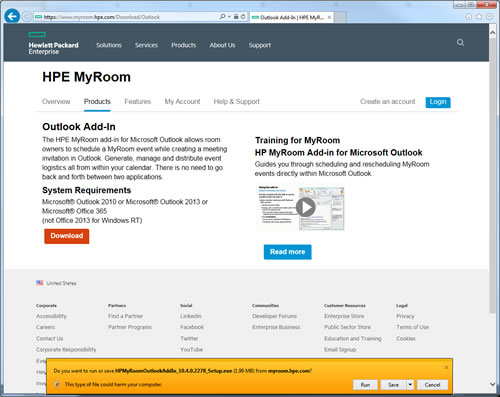 https://www.myroom.hpe.com/Download/Outlook
Outlook Add-In | HPE MyR...
Hewlett Packard
Enterprise
Solutions Services Products About Us Support
HPE MyRoom
Overview Products Features My Account Help & Support Create an account Login
Outlook Add-In
The HPE MyRoom add-in for Microsoft Outlook allows room
owners to schedule a MyRoom event while creating a meeting
invitation in Outlook. Generate, manage and distribute event
logistics all from within your calendar. There is no need to go
back and forth between two applications.
System Requirements
Microsoft® Outlook 2010 or Microsoft® Outlook 2013 or
Microsoft® Office 365
(not Office 2013 for Windows RT)
Download
Training for MyRoom
HP MyRoom Add-in for Microsoft Outlook
Guides you through scheduling and rescheduling MyRoom
events directly within Microsoft Outlook.
Read more
United States
Corporate Partners Social Communities Customer Resources Legal
Accessibility Find a Partner LinkedIn Developer Forums Enterprise Store Privacy
Careers Partner Programs Facebook Enterprise Business Public Sector Store Terms of Use
Contact Us Twitter Education and Training Cookies
Corporate Responsibility YouTube Email Signup
Do you want to run or save HPMyRoomOutlookAddIn_10.4.0.2278_Setup.exe (1.99 MB) from myroom.hpe.com?
This type of file could harm your computer.
Run Save Cancel